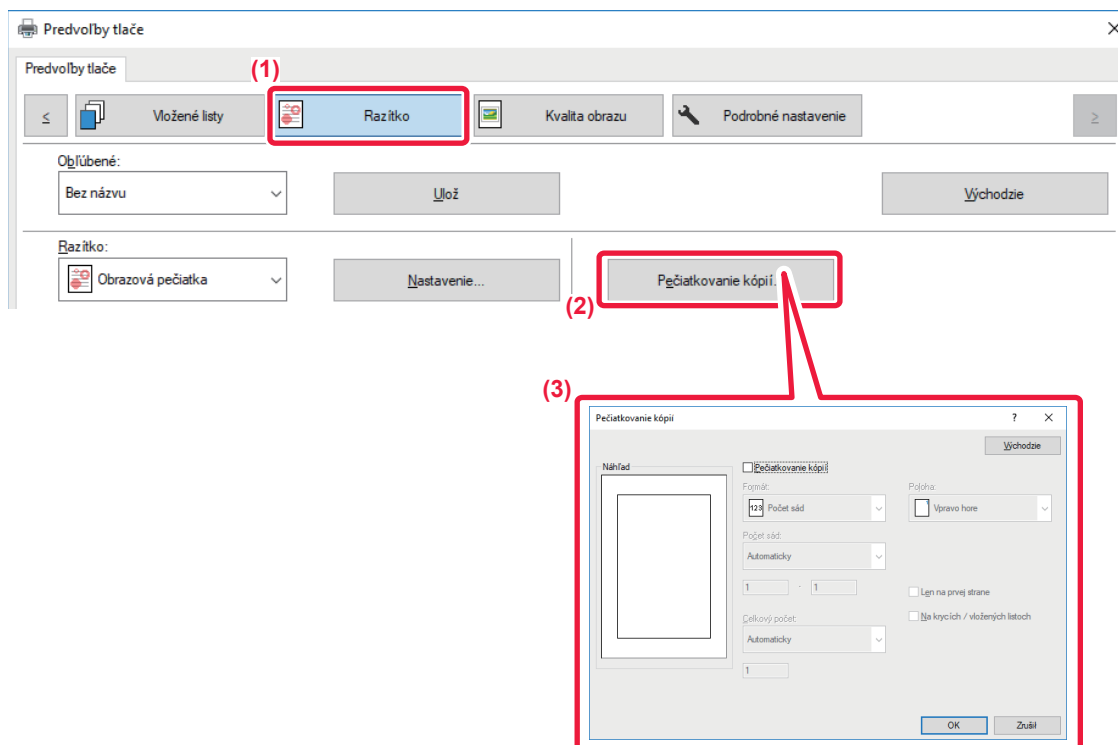 Predvoľby tlače
Predvoľby tlače
(1)
<
Vložené listy
Razítko
Kvalita obrazu
Podrobné nastavenie
>
Obľúbené:
Bez názvu
Ulož
Východzie
Razítko:
Obrazová pečiatka
Nastavenie...
Pečiatkovanie kópií...
(2)
(3)
Pečiatkovanie kópií
?
Východzie
Náhľad
Pečiatkovanie kópií
Formát:
Poloha:
123 Počet sád
Vpravo hore
Počet sád:
Automaticky
1 - 1
Len na prvej strane
Celkový počet:
Na krycích / vložených listoch
Automaticky
1
OK
Zrušiť